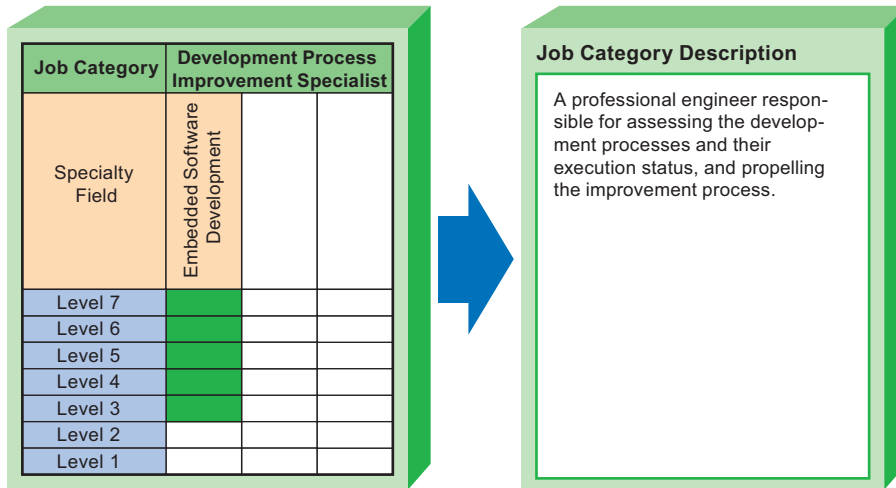 Job Category
Development Process
Improvement Specialist
Specialty
Field
Embedded Software
Development
Level 7
Level 6
Level 5
Level 4
Level 3
Level 2
Level 1
Job Category Description
A professional engineer respon-
sible for assessing the develop-
ment processes and their
execution status, and propelling
the improvement process.